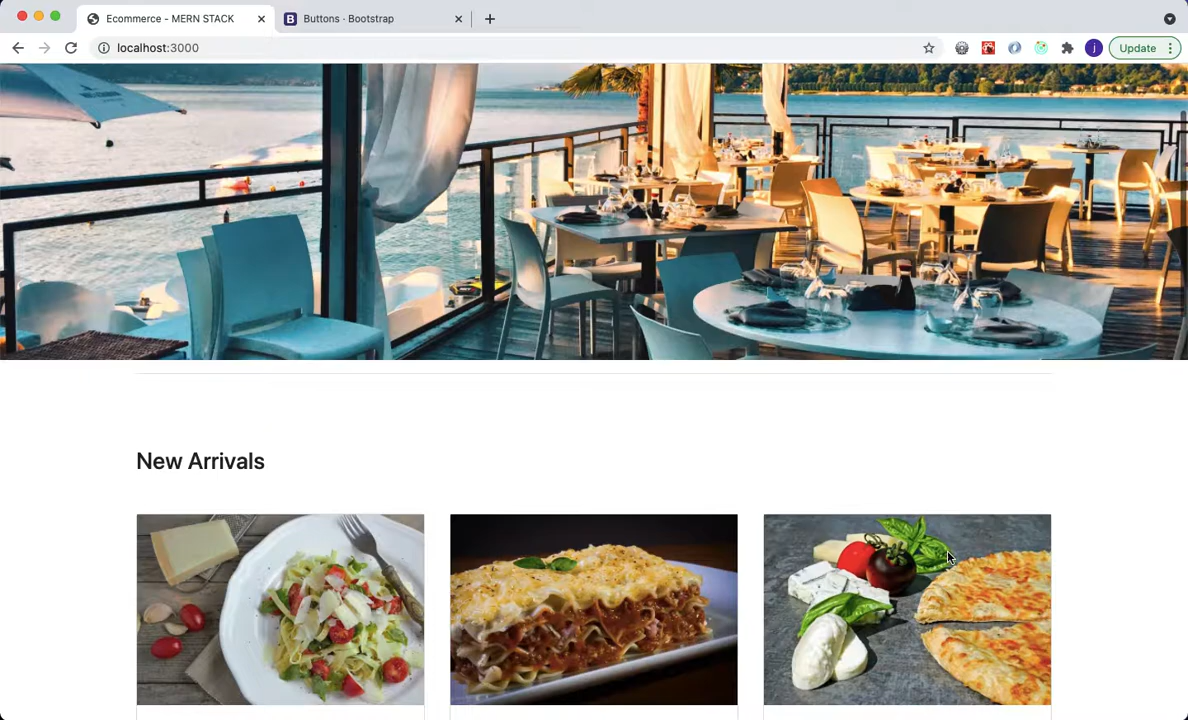 Ecommerce - MERN STACK
Buttons · Bootstrap
localhost:3000
j
Update
New Arrivals